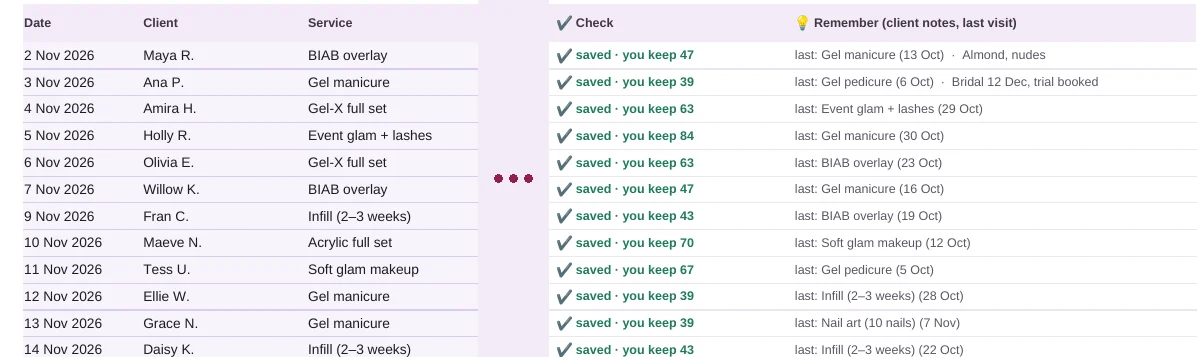 Date Client Service ✔ Check 💡 Remember (client notes, last visit)
2 Nov 2026 Maya R. BIAB overlay ✔ saved · you keep 47 last: Gel manicure (13 Oct) · Almond, nudes
3 Nov 2026 Ana P. Gel manicure ✔ saved · you keep 39 last: Gel pedicure (6 Oct) · Bridal 12 Dec, trial booked
4 Nov 2026 Amira H. Gel-X full set ✔ saved · you keep 63 last: Event glam + lashes (29 Oct)
5 Nov 2026 Holly R. Event glam + lashes ✔ saved · you keep 84 last: Gel manicure (30 Oct)
6 Nov 2026 Olivia E. Gel-X full set ✔ saved · you keep 63 last: BIAB overlay (23 Oct)
7 Nov 2026 Willow K. BIAB overlay ✔ saved · you keep 47 last: Gel manicure (16 Oct)
9 Nov 2026 Fran C. Infill (2–3 weeks) ✔ saved · you keep 43 last: BIAB overlay (19 Oct)
10 Nov 2026 Maeve N. Acrylic full set ✔ saved · you keep 70 last: Soft glam makeup (12 Oct)
11 Nov 2026 Tess U. Soft glam makeup ✔ saved · you keep 67 last: Gel pedicure (5 Oct)
12 Nov 2026 Ellie W. Gel manicure ✔ saved · you keep 39 last: Infill (2–3 weeks) (28 Oct)
13 Nov 2026 Grace N. Gel manicure ✔ saved · you keep 39 last: Nail art (10 nails) (7 Nov)
14 Nov 2026 Daisy K. Infill (2–3 weeks) ✔ saved · you keep 43 last: Infill (2–3 weeks) (22 Oct)